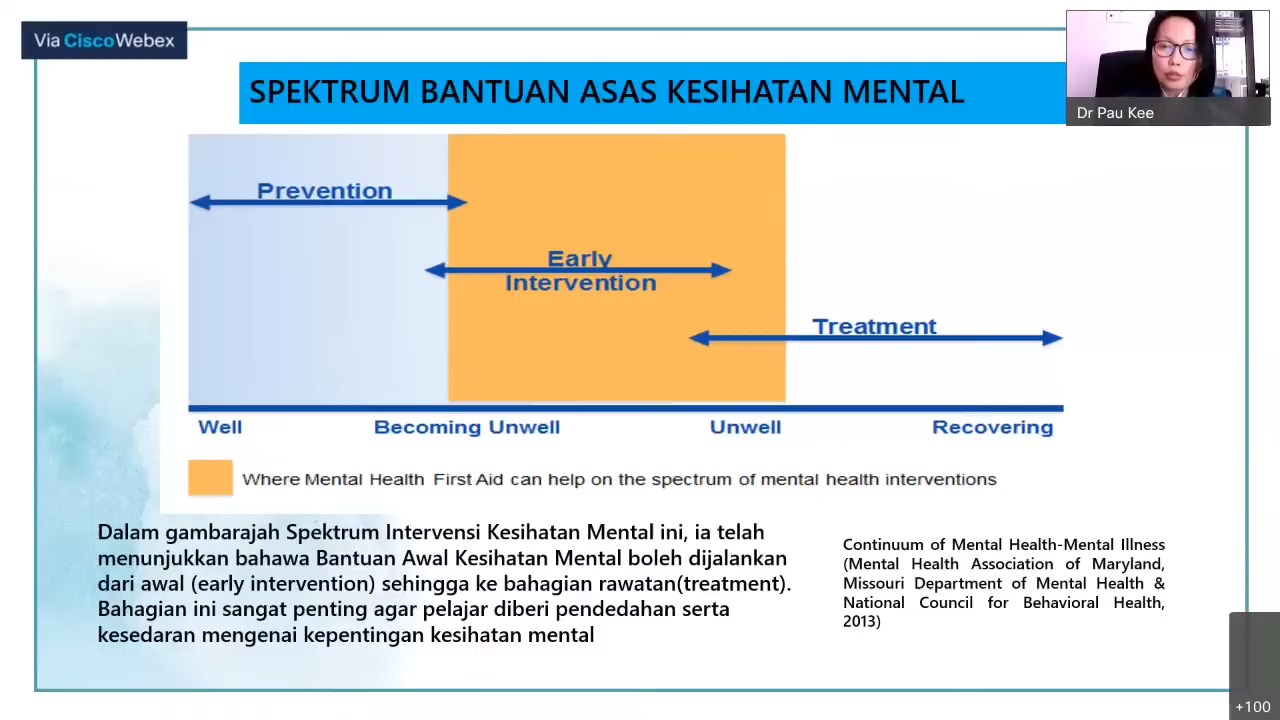 Via CiscoWebex
SPEKTRUM BANTUAN ASAS KESIHATAN MENTAL
Dr Pau Kee
Prevention
Early
Intervention
Treatment
Well
Becoming Unwell
Unwell
Recovering
Where Mental Health First Aid can help on the spectrum of mental health interventions
Dalam gambarajah Spektrum Intervensi Kesihatan Mental ini, ia telah
menunjukkan bahawa Bantuan Awal Kesihatan Mental boleh dijalankan
dari awal (early intervention) sehingga ke bahagian rawatan(treatment).
Bahagian ini sangat penting agar pelajar diberi pendedahan serta
kesedaran mengenai kepentingan kesihatan mental
Continuum of Mental Health-Mental Illness
(Mental Health Association of Maryland,
Missouri Department of Mental Health &
National Council for Behavioral Health,
2013)
+100